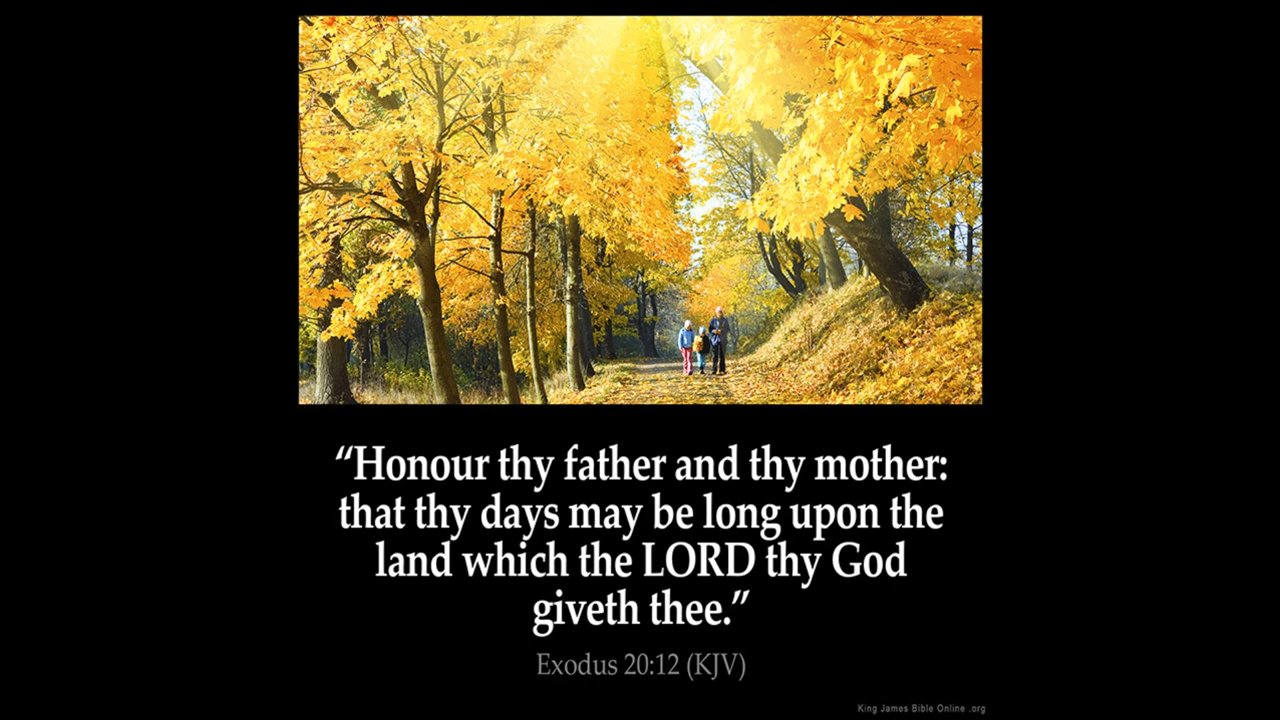 “Honour thy father and thy mother:
that thy days may be long upon the
land which the LORD thy God
giveth thee.”
Exodus 20:12 (KJV)
King James Bible Online .org